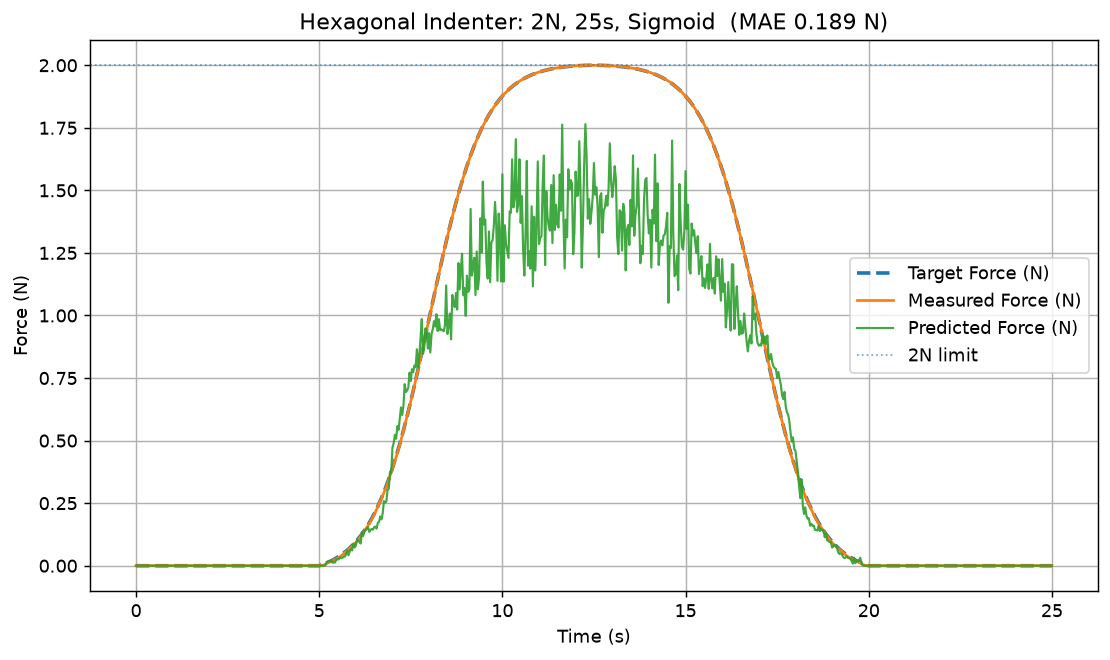 Hexagonal Indenter: 2N, 25s, Sigmoid  (MAE 0.189 N)
2.00
1.75
1.50
1.25
1.00
0.75
0.50
0.25
0.00
Force (N)
Target Force (N)
Measured Force (N)
Predicted Force (N)
2N limit
0 5 10 15 20 25
Time (s)